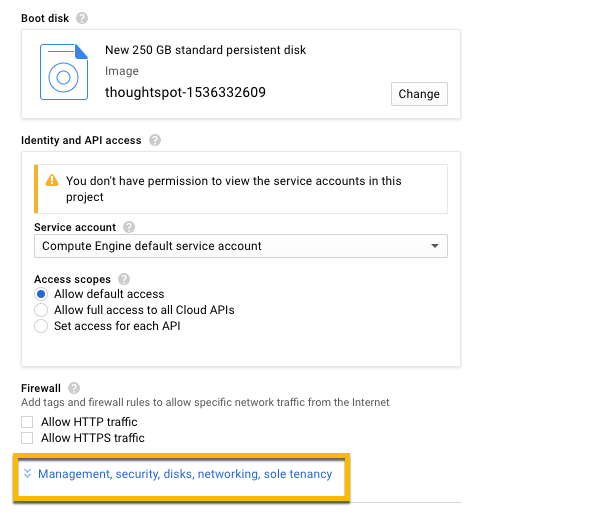 Boot disk ?
New 250 GB standard persistent disk
Image
thoughtspot-1536332609
Change
Identity and API access ?
You don't have permission to view the service accounts in this
project
Service account ?
Compute Engine default service account
Access scopes ?
Allow default access
Allow full access to all Cloud APIs
Set access for each API
Firewall ?
Add tags and firewall rules to allow specific network traffic from the Internet
Allow HTTP traffic
Allow HTTPS traffic
Management, security, disks, networking, sole tenancy